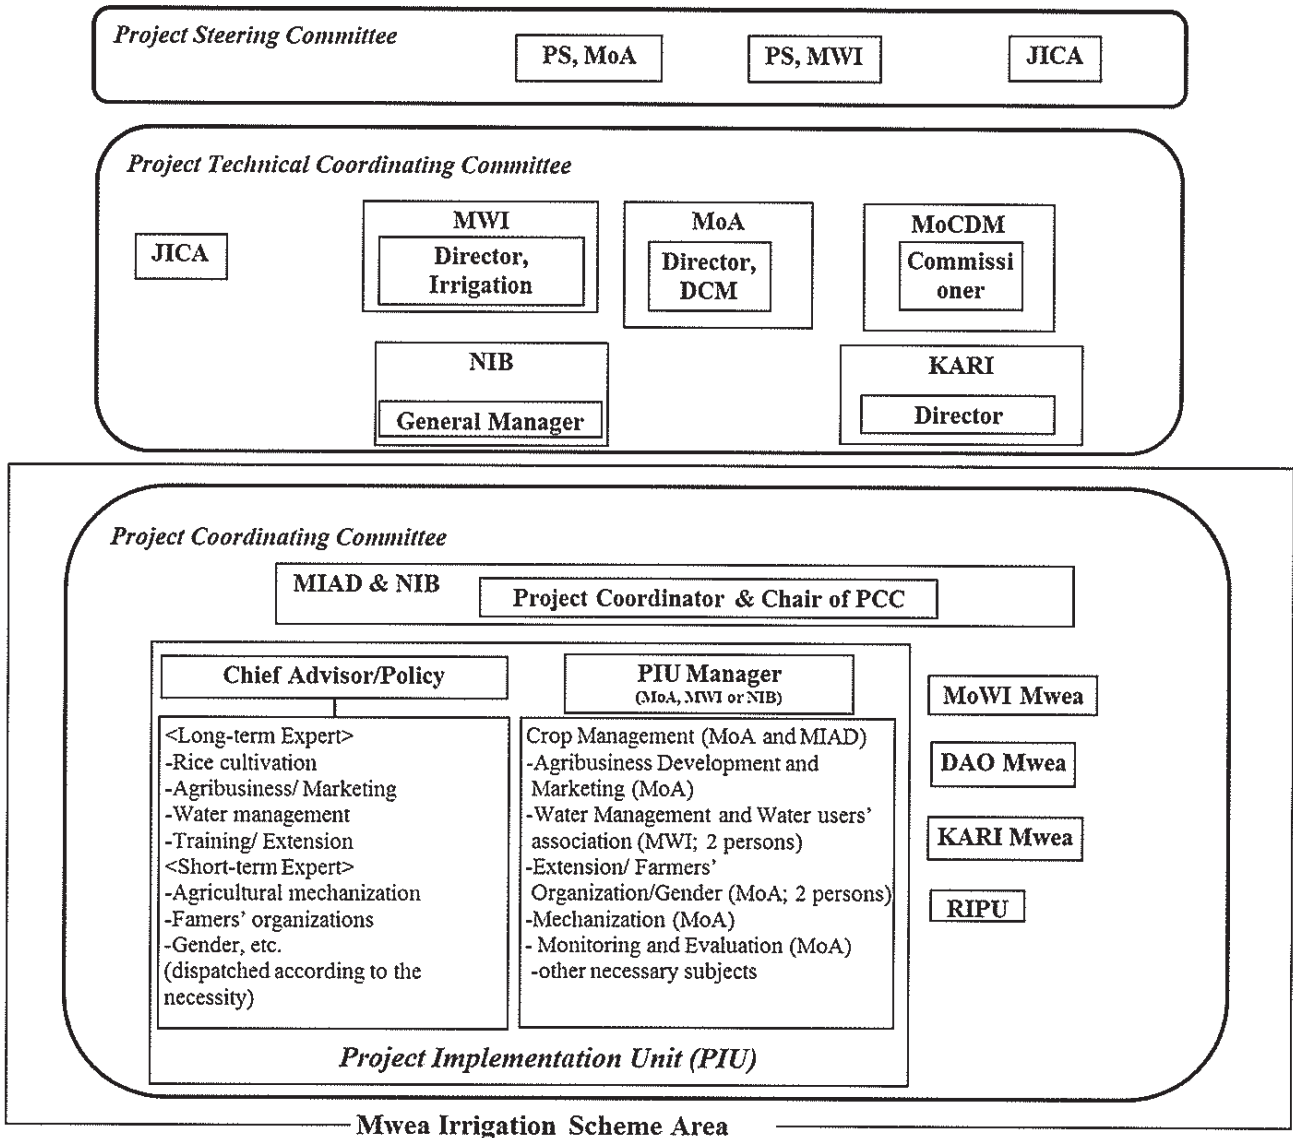 Project Steering Committee
PS, MoA
PS, MWI
JICA
Project Technical Coordinating Committee
JICA
MWI
Director,
Irrigation
MoA
Director,
DCM
MoCDM
Commissi
oner
NIB
General Manager
KARI
Director
Project Coordinating Committee
MIAD & NIB
Project Coordinator & Chair of PCC
Chief Advisor/Policy
<Long-term Expert>
-Rice cultivation
-Agribusiness/ Marketing
-Water management
-Training/ Extension
<Short-term Expert>
-Agricultural mechanization
-Famers' organizations
-Gender, etc.
(dispatched according to the
necessity)
PIU Manager
(MoA, MWI or NIB)
Crop Management (MoA and MIAD)
-Agribusiness Development and
Marketing (MoA)
-Water Management and Water users'
association (MWI; 2 persons)
-Extension/ Farmers'
Organization/Gender (MoA; 2 persons)
-Mechanization (MoA)
- Monitoring and Evaluation (MoA)
-other necessary subjects
MoWI Mwea
DAO Mwea
KARI Mwea
RIPU
Project Implementation Unit (PIU)
Mwea Irrigation Scheme Area